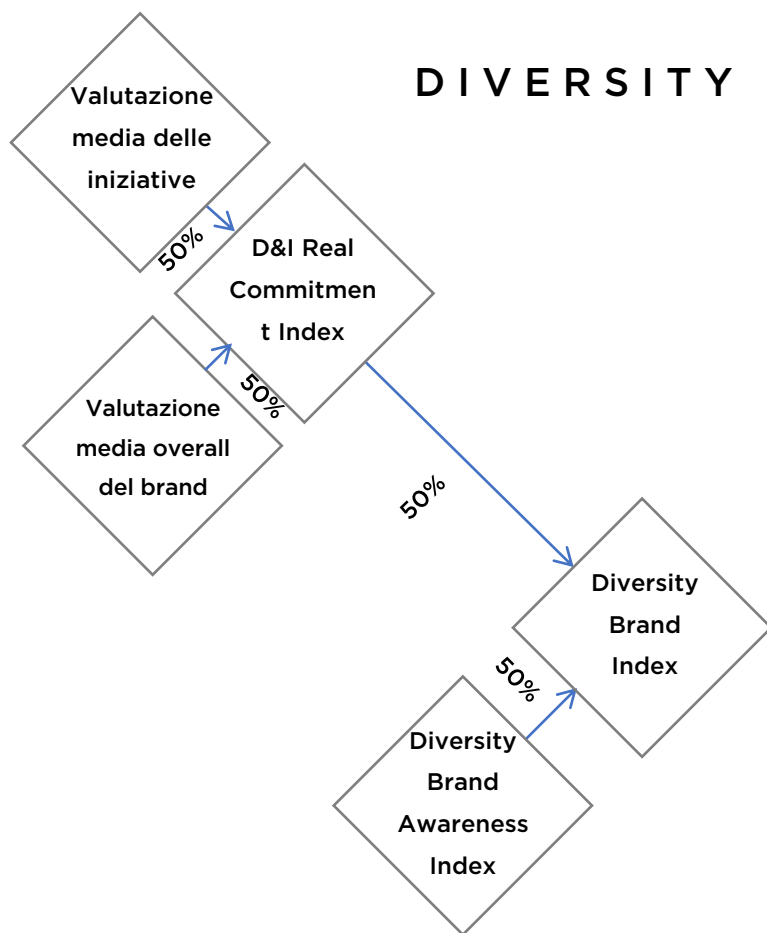 DIVERSITY
Valutazione
media delle
iniziative
50%
D&I Real
Commitmen
t Index
50%
Valutazione
media overall
del brand
50%
Diversity
Brand
Index
50%
Diversity
Brand
Awareness
Index